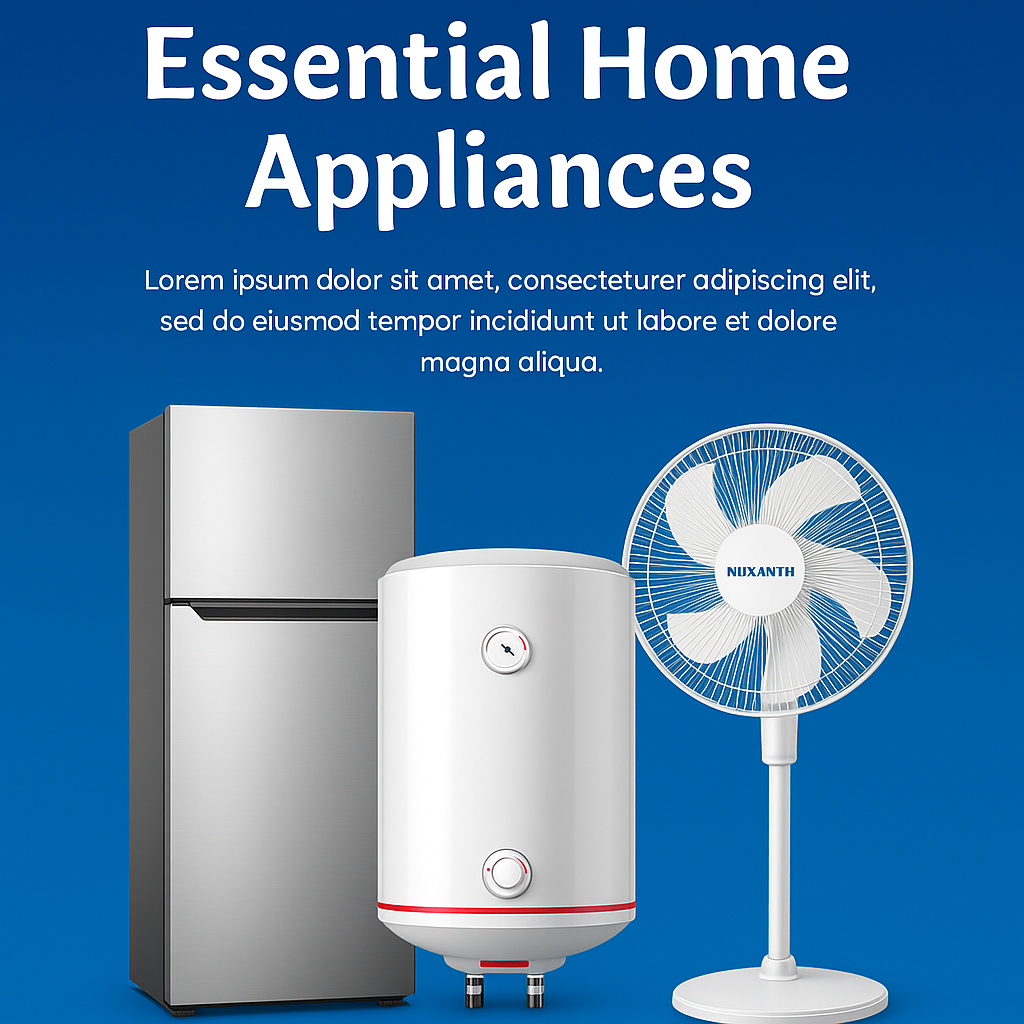 Essential Home
Appliances
Lorem ipsum dolor sit amet, consecteturer adipiscing elit,
sed do eiusmod tempor incididunt ut labore et dolore
magna aliqua.
NUXANTH